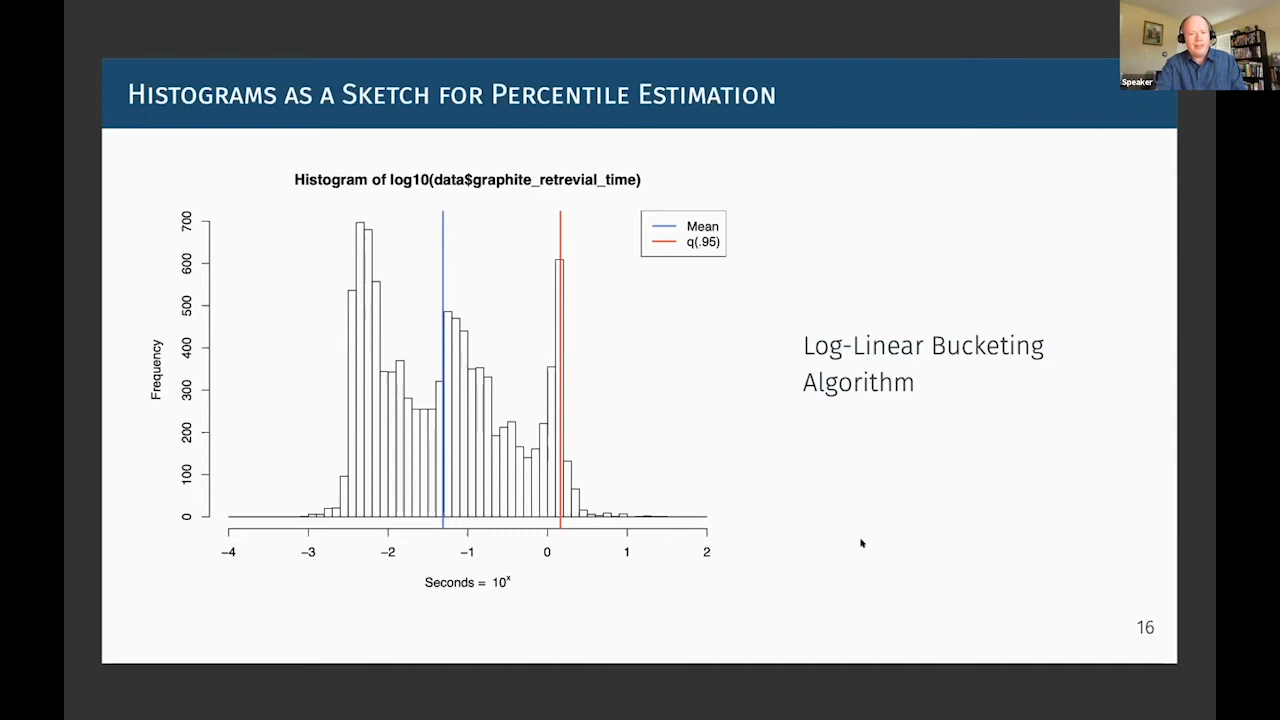 Speaker
Histograms as a Sketch for Percentile Estimation
Histogram of log10(data$graphite_retrevial_time)
Mean
q(.95)
Frequency
700
600
500
400
300
200
100
0
−4
−3
−2
−1
0
1
2
Seconds = 10ˣ
Log-Linear Bucketing
Algorithm
16